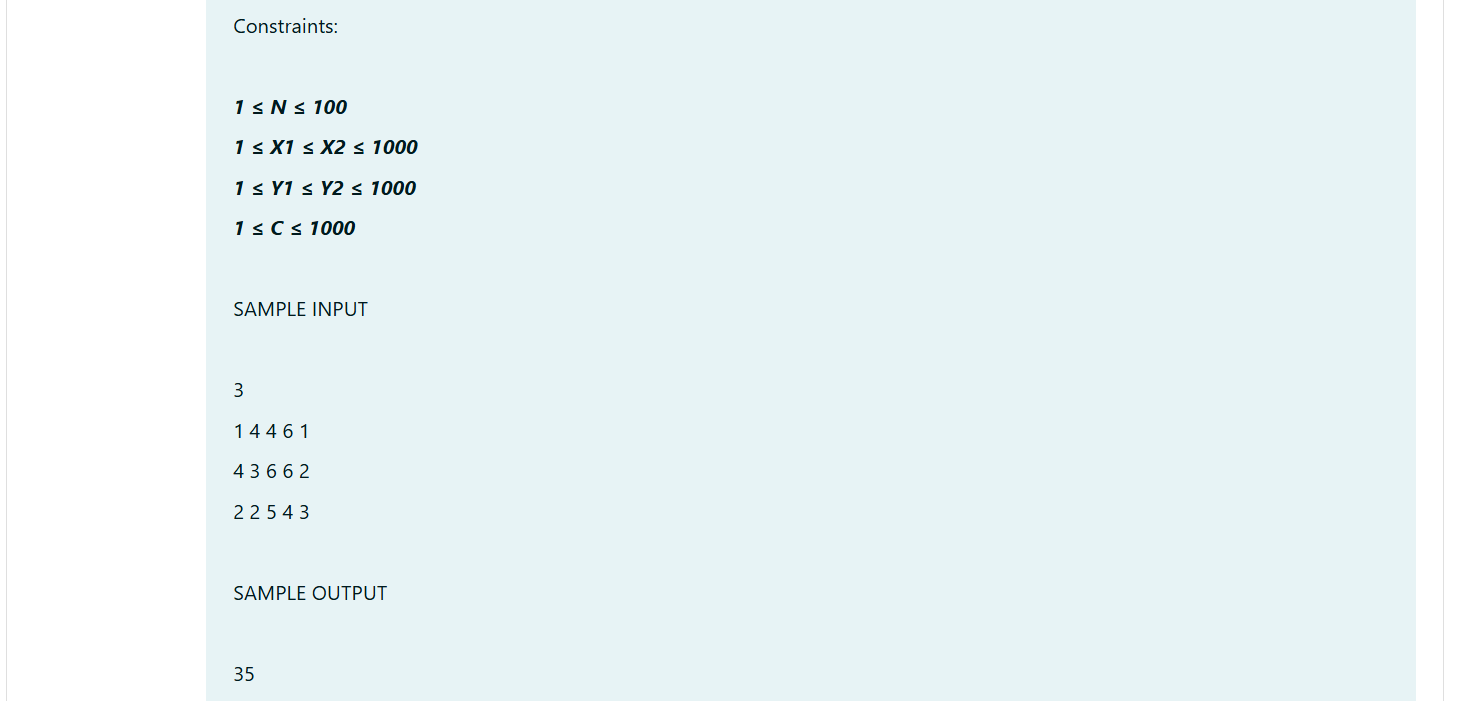 Constraints:
1 ≤ N ≤ 100
1 ≤ X1 ≤ X2 ≤ 1000
1 ≤ Y1 ≤ Y2 ≤ 1000
1 ≤ C ≤ 1000
SAMPLE INPUT
3
1 4 4 6 1
4 3 6 6 2
2 2 5 4 3
SAMPLE OUTPUT
35